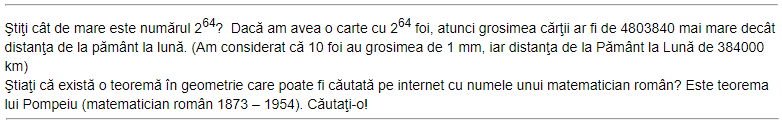 Ştiţi cât de mare este numărul 2⁶⁴?  Dacă am avea o carte cu 2⁶⁴ foi, atunci grosimea cărţii ar fi de 4803840 mai mare decât
distanţa de la pământ la lună. (Am considerat că 10 foi au grosimea de 1 mm, iar distanţa de la Pământ la Lună de 384000
km)
Ştiaţi că există o teoremă în geometrie care poate fi căutată pe internet cu numele unui matematician român? Este teorema
lui Pompeiu (matematician român 1873 – 1954). Căutaţi-o!